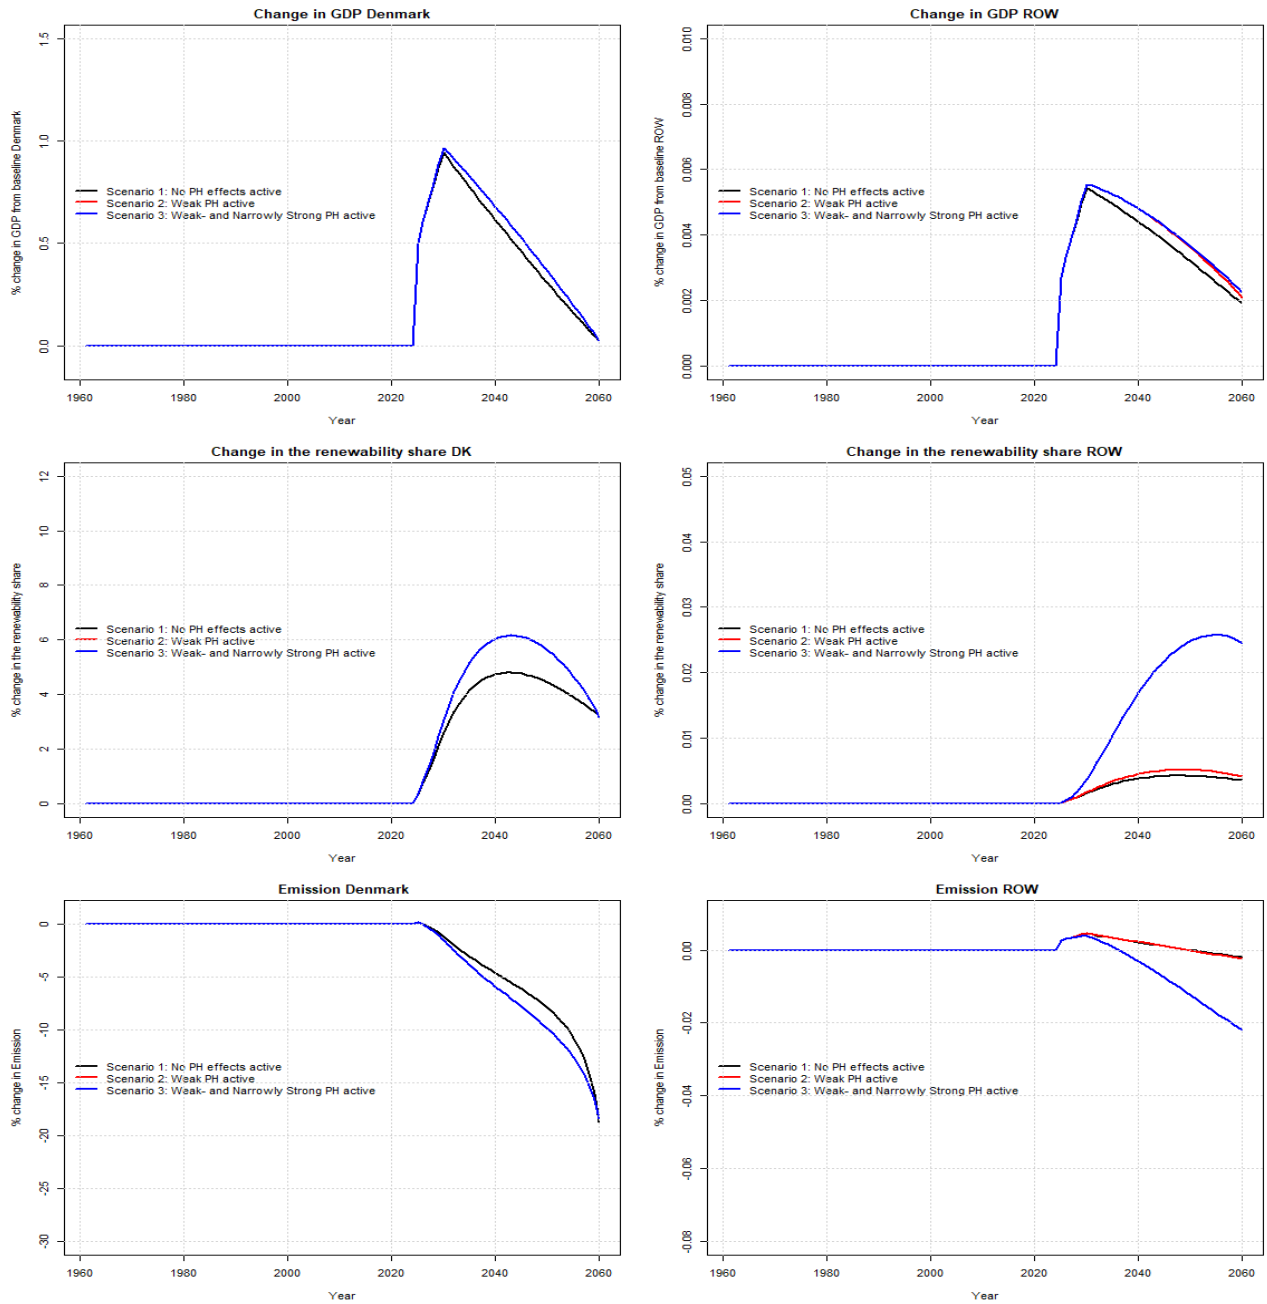 Change in GDP Denmark
% change in GDP from baseline Denmark
1.5
1.0
0.5
0.0
Scenario 1: No PH effects active
Scenario 2: Weak PH active
Scenario 3: Weak- and Narrowly Strong PH active
1960 1980 2000 2020 2040 2060
Year
Change in GDP ROW
% change in GDP from baseline ROW
0.010
0.008
0.006
0.004
0.002
0.000
Scenario 1: No PH effects active
Scenario 2: Weak PH active
Scenario 3: Weak- and Narrowly Strong PH active
1960 1980 2000 2020 2040 2060
Year
Change in the renewability share DK
% change in the renewability share
12
10
8
6
4
2
0
Scenario 1: No PH effects active
Scenario 2: Weak PH active
Scenario 3: Weak- and Narrowly Strong PH active
1960 1980 2000 2020 2040 2060
Year
Change in the renewability share ROW
% change in the renewability share
0.05
0.04
0.03
0.02
0.01
0.00
Scenario 1: No PH effects active
Scenario 2: Weak PH active
Scenario 3: Weak- and Narrowly Strong PH active
1960 1980 2000 2020 2040 2060
Year
Emission Denmark
% change in Emission
0
-5
-10
-15
-20
-25
-30
Scenario 1: No PH effects active
Scenario 2: Weak PH active
Scenario 3: Weak- and Narrowly Strong PH active
1960 1980 2000 2020 2040 2060
Year
Emission ROW
% change in Emission
0.00
-0.02
-0.04
-0.06
-0.08
Scenario 1: No PH effects active
Scenario 2: Weak PH active
Scenario 3: Weak- and Narrowly Strong PH active
1960 1980 2000 2020 2040 2060
Year